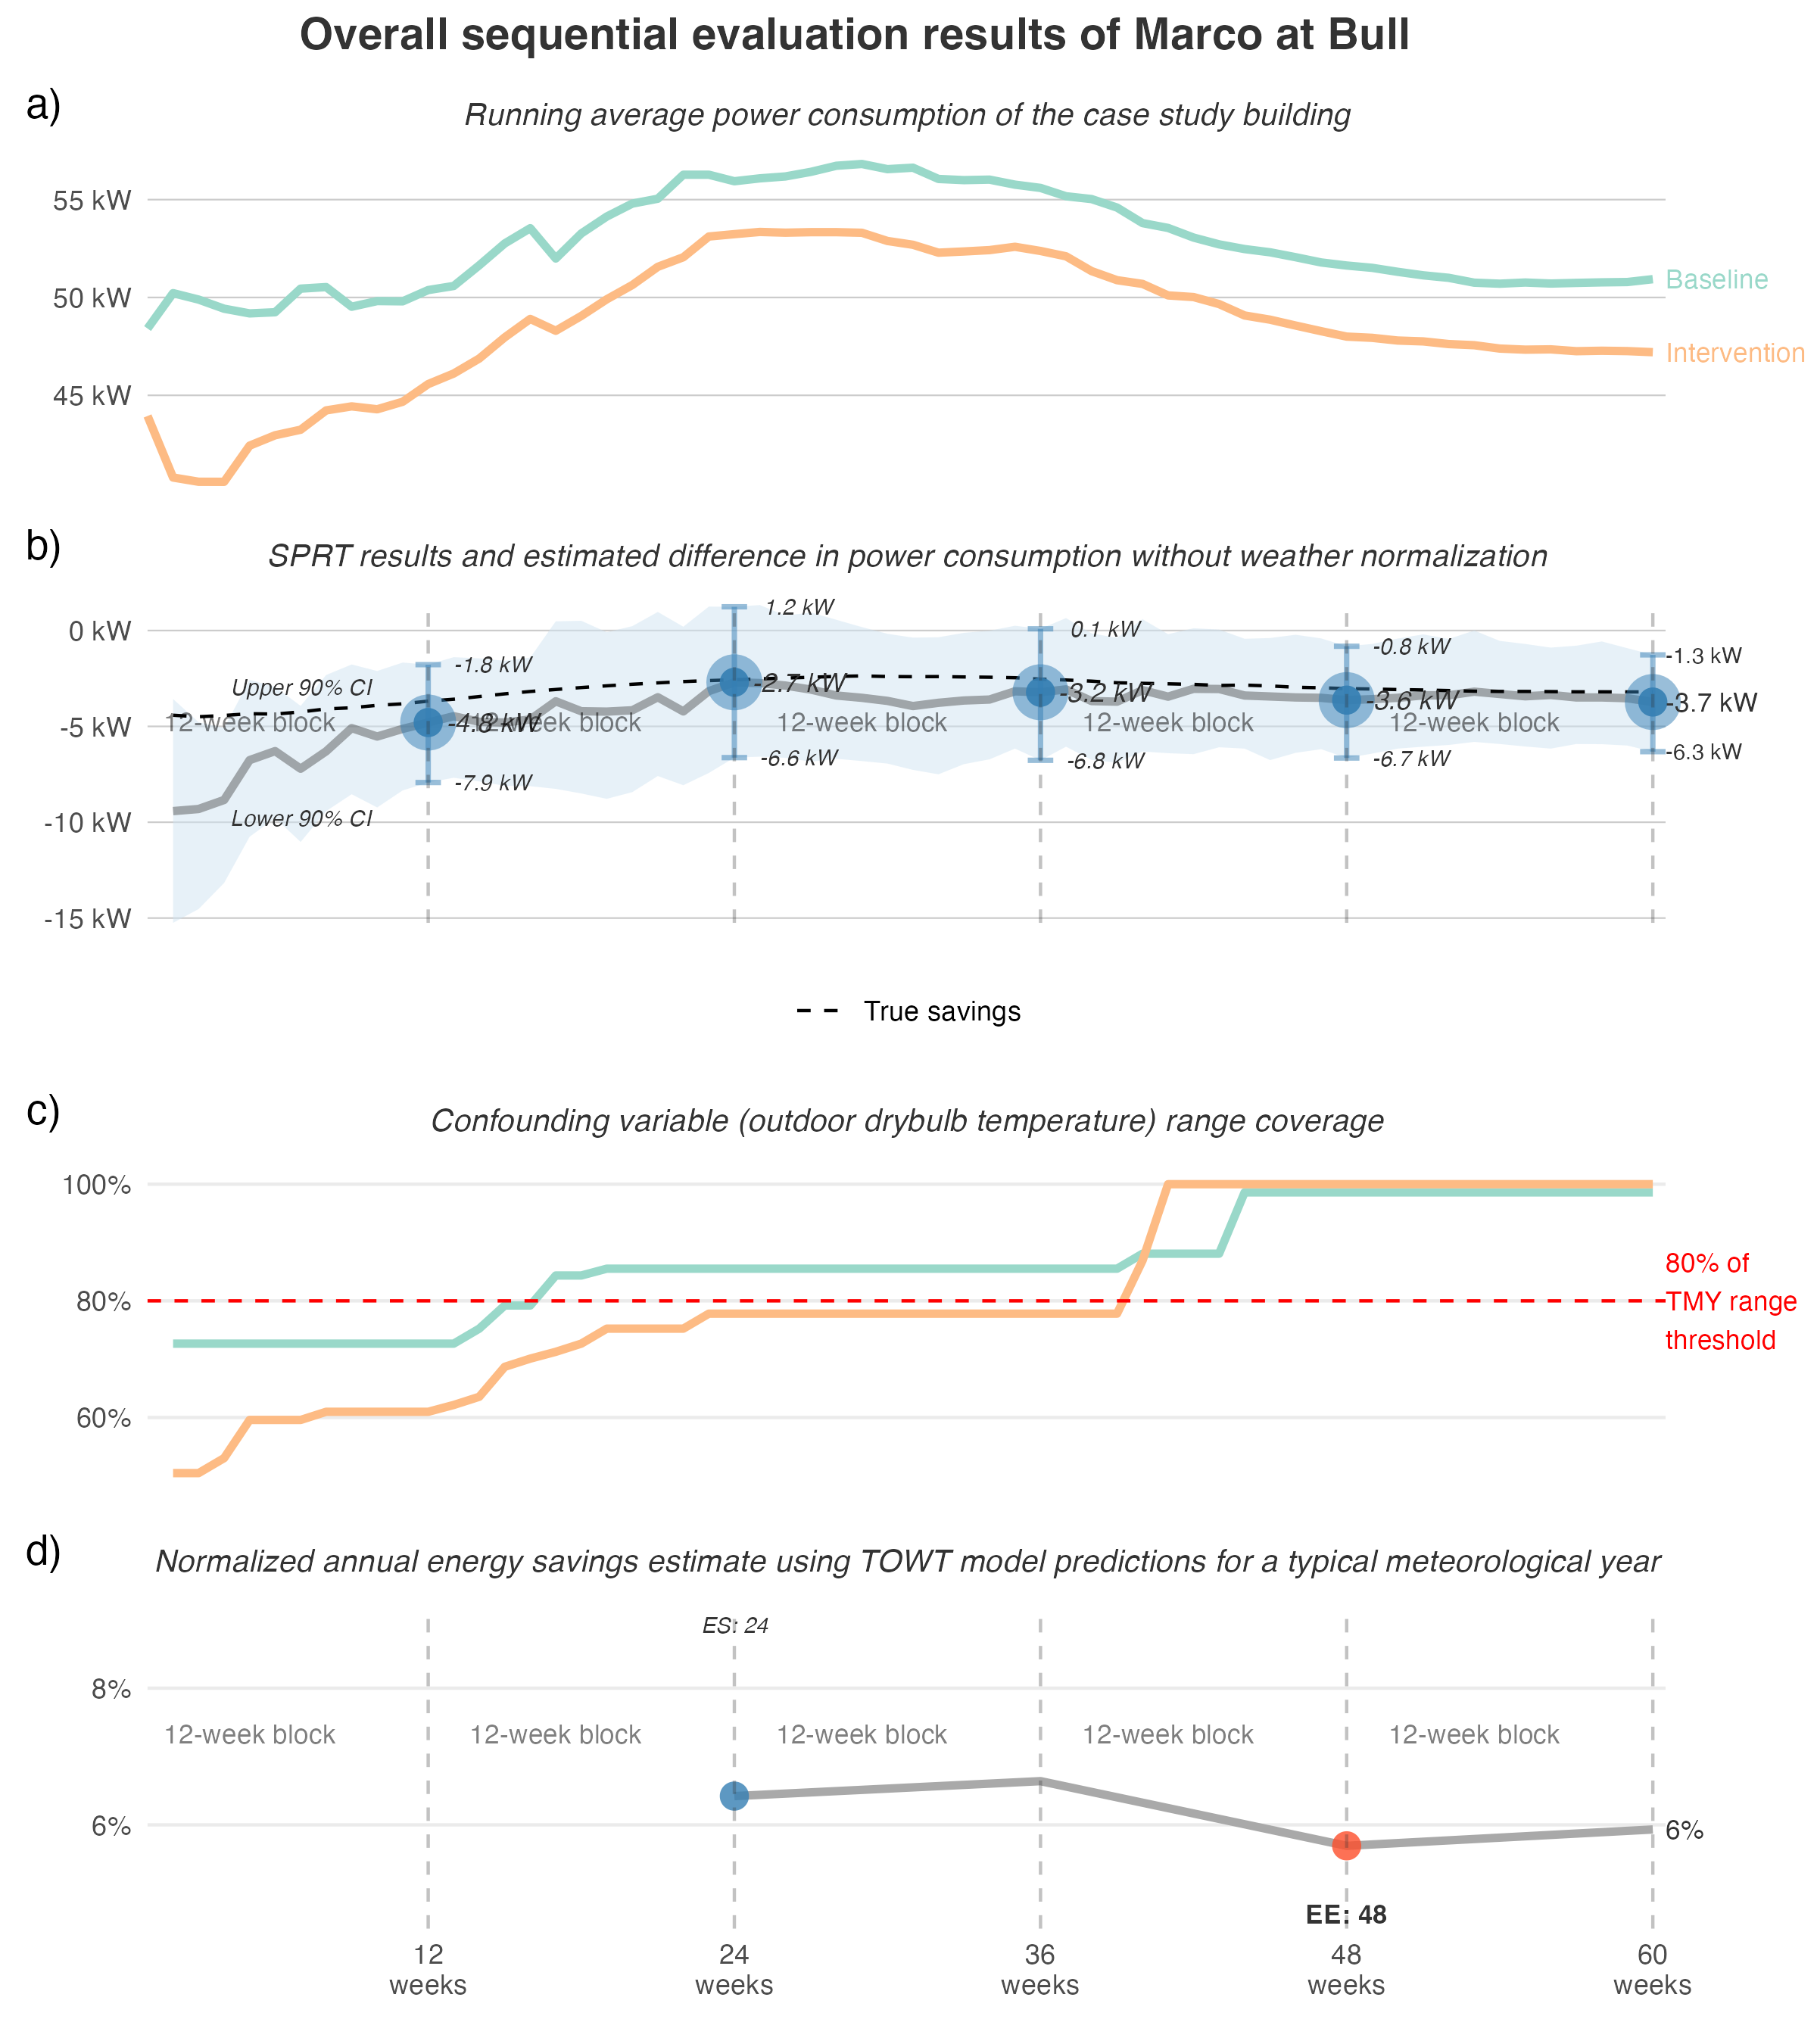 Overall sequential evaluation results of Marco at Bull
a)
Running average power consumption of the case study building
55 kW
50 kW
45 kW
Baseline
Intervention
b)
SPRT results and estimated difference in power consumption without weather normalization
0 kW
-5 kW
-10 kW
-15 kW
Upper 90% CI
Lower 90% CI
12-week block
12-week block
12-week block
12-week block
12-week block
-1.8 kW
-4.8 kW
-7.9 kW
1.2 kW
-2.7 kW
-6.6 kW
0.1 kW
-3.2 kW
-6.8 kW
-0.8 kW
-3.6 kW
-6.7 kW
-1.3 kW
-3.7 kW
-6.3 kW
True savings
c)
Confounding variable (outdoor drybulb temperature) range coverage
100%
80%
60%
80% of
TMY range
threshold
d)
Normalized annual energy savings estimate using TOWT model predictions for a typical meteorological year
ES: 24
8%
6%
12-week block
12-week block
12-week block
12-week block
12-week block
6%
EE: 48
12
weeks
24
weeks
36
weeks
48
weeks
60
weeks